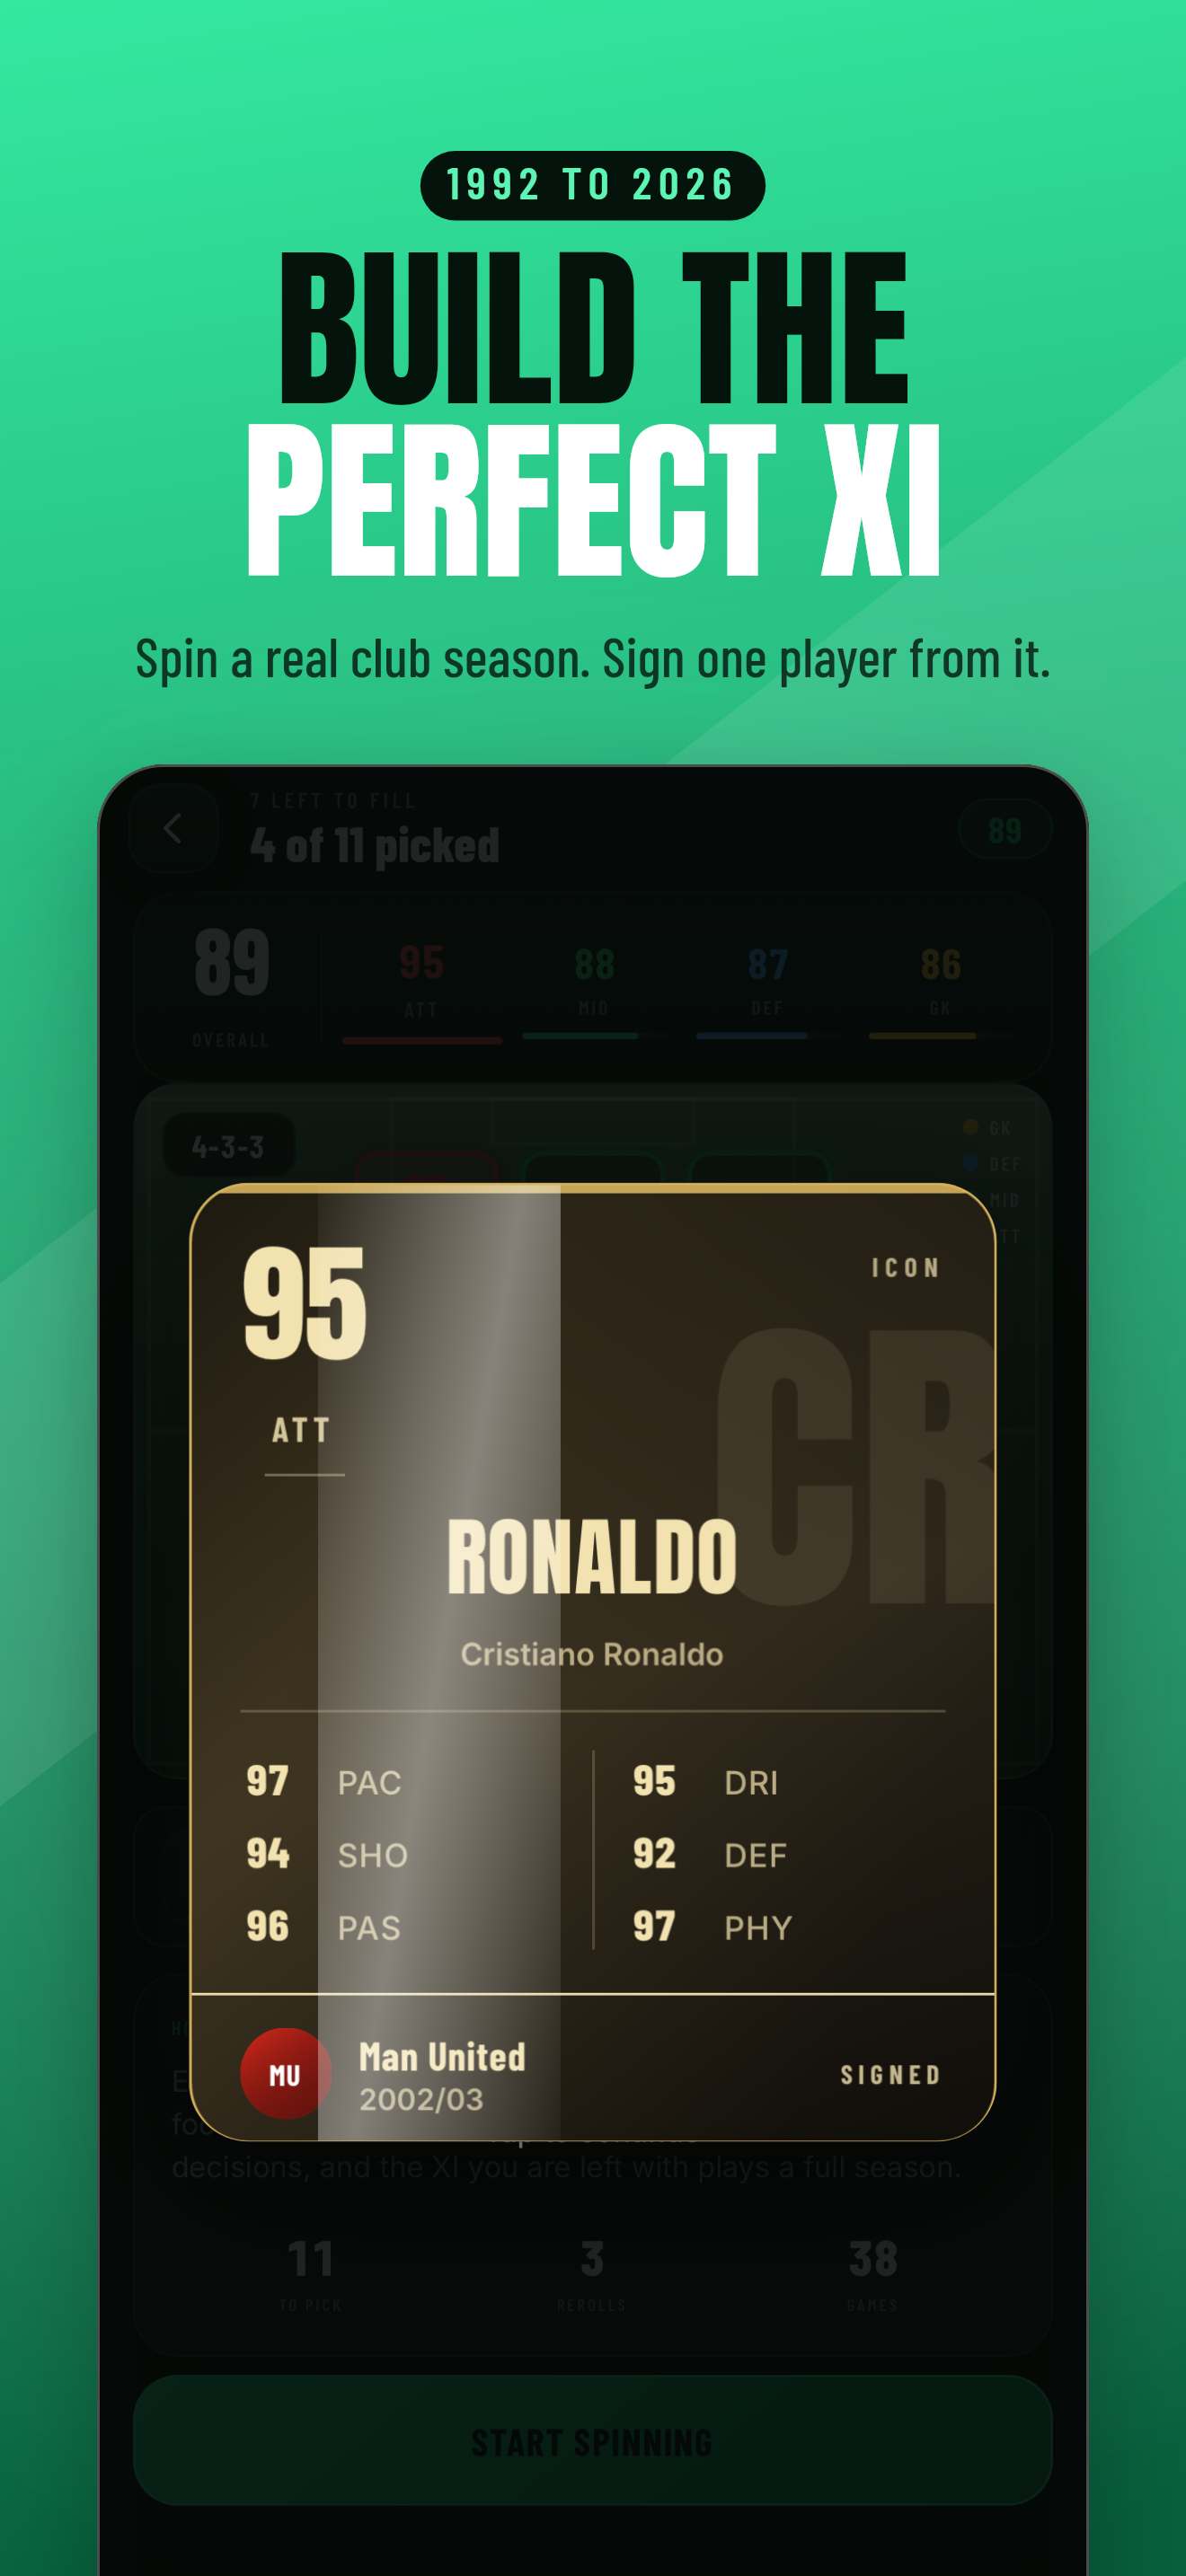 1992 TO 2026
BUILD THE
PERFECT XI
Spin a real club season. Sign one player from it.
7 LEFT TO FILL
4 of 11 picked
89
89
OVERALL
95
ATT
88
MID
87
DEF
86
GK
4-3-3
GK
DEF
MID
TT
95
ICON
ATT
CR
RONALDO
Cristiano Ronaldo
97 PAC
95 DRI
94 SHO
92 DEF
96 PAS
97 PHY
MU
Man United
2002/03
SIGNED
decisions, and the XI you are left with plays a full season.
11
TO PICK
3
REROLLS
38
GAMES
START SPINNING